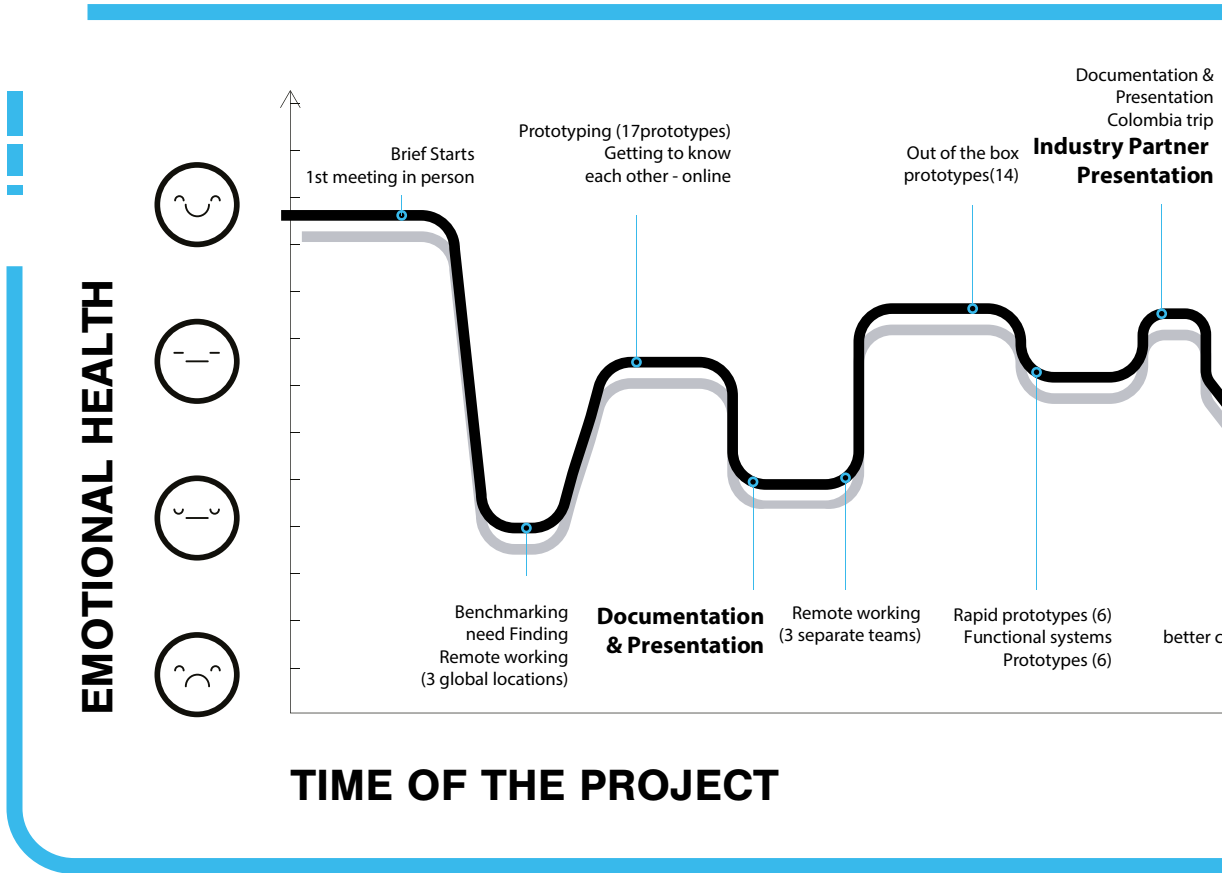 Documentation &
Presentation
Colombia trip
Industry Partner
Presentation
Prototyping (17prototypes)
Getting to know
each other - online
Brief Starts
1st meeting in person
Out of the box
prototypes(14)
EMOTIONAL HEALTH
Benchmarking
need Finding
Remote working
(3 global locations)
Documentation
& Presentation
Remote working
(3 separate teams)
Rapid prototypes (6)
Functional systems
Prototypes (6)
better
TIME OF THE PROJECT